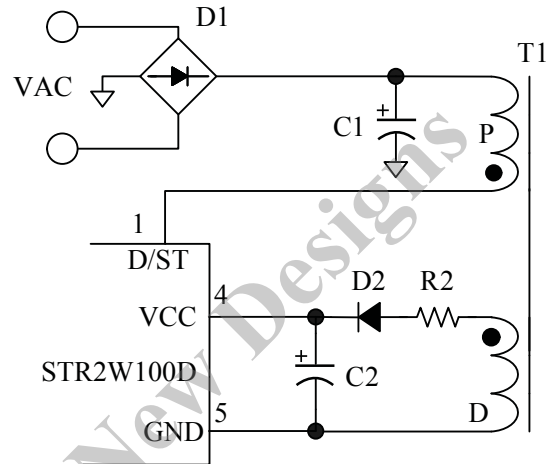 D1
T1
VAC
C1
P
1
D/ST
4
D2
R2
VCC
STR2W100D
C2
5
GND
D
New Designs